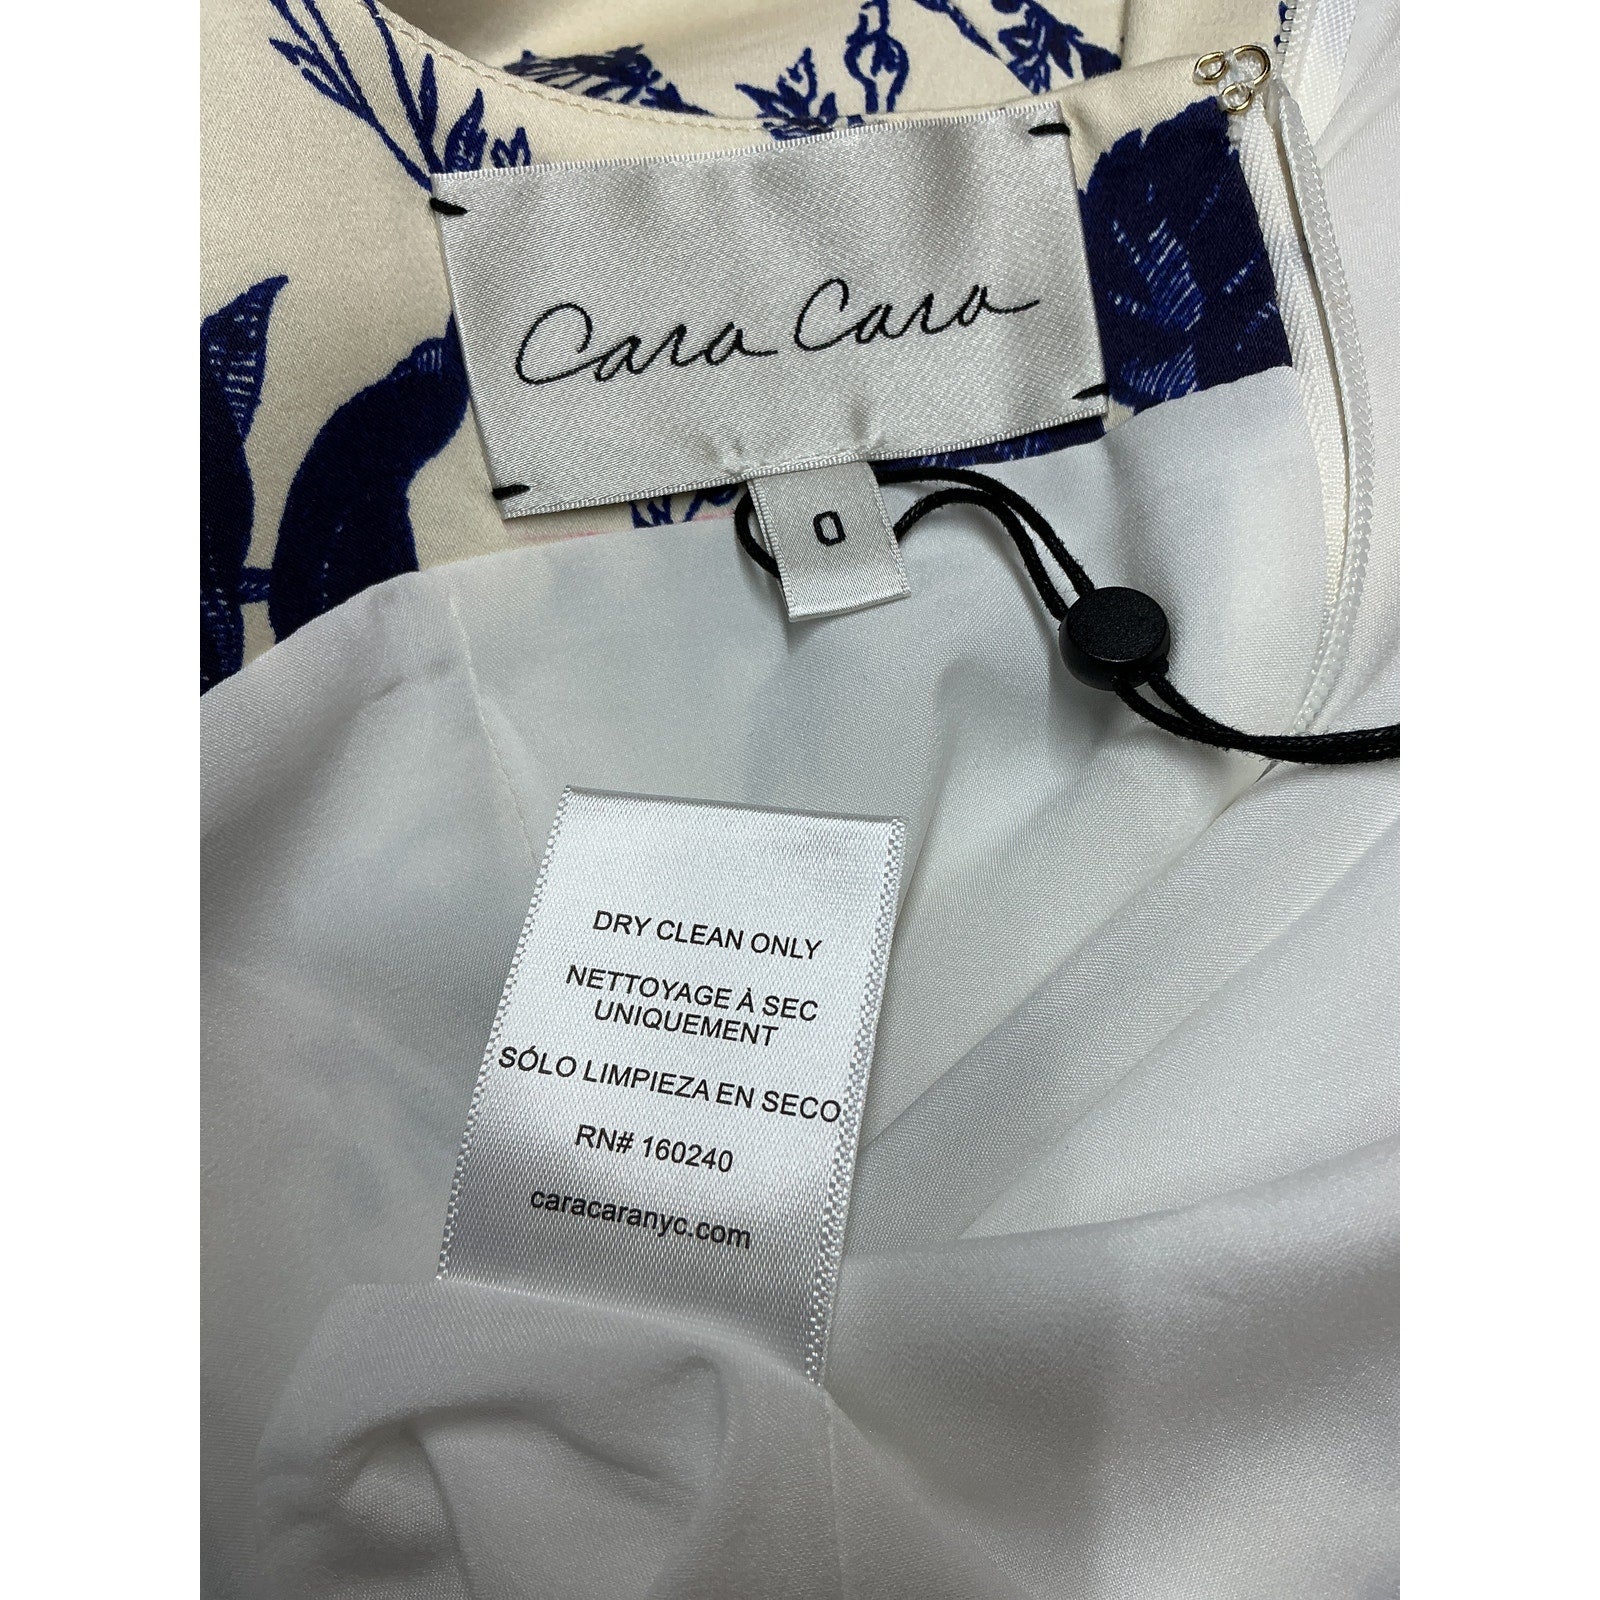 Cara Cara
0
DRY CLEAN ONLY
NETTOYAGE À SEC
UNIQUEMENT
SÓLO LIMPIEZA EN SECO
RN# 160240
caracaranyc.com